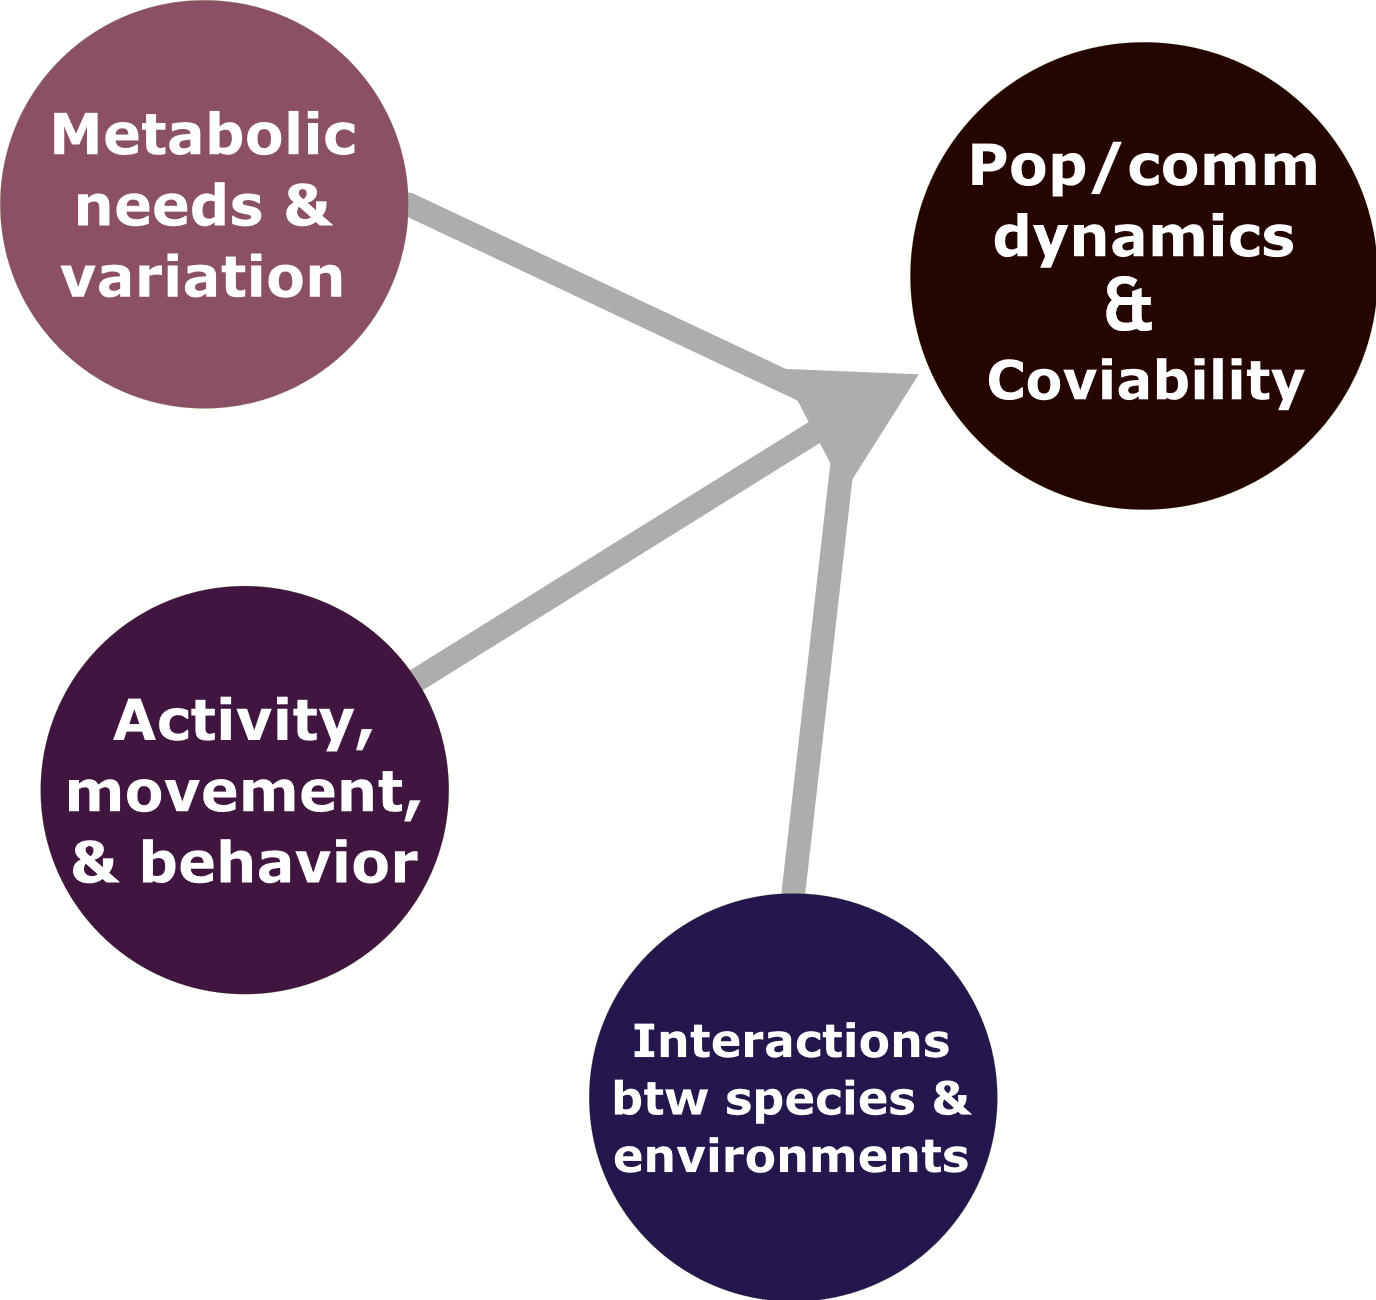 Metabolic
needs &
variation
Pop/comm
dynamics
&
Coviability
Activity,
movement,
& behavior
Interactions
btw species &
environments